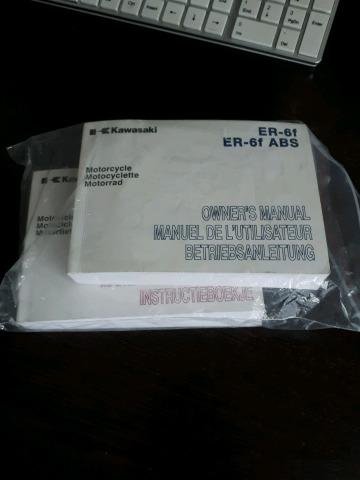 Kawasaki
ER-6f
ER-6f ABS
Motorcycle
Motocyclette
Motorrad
OWNER'S MANUAL
MANUEL DE L'UTILISATEUR
BETRIEBSANLEITUNG
INSTRUCTIEBOEKJE